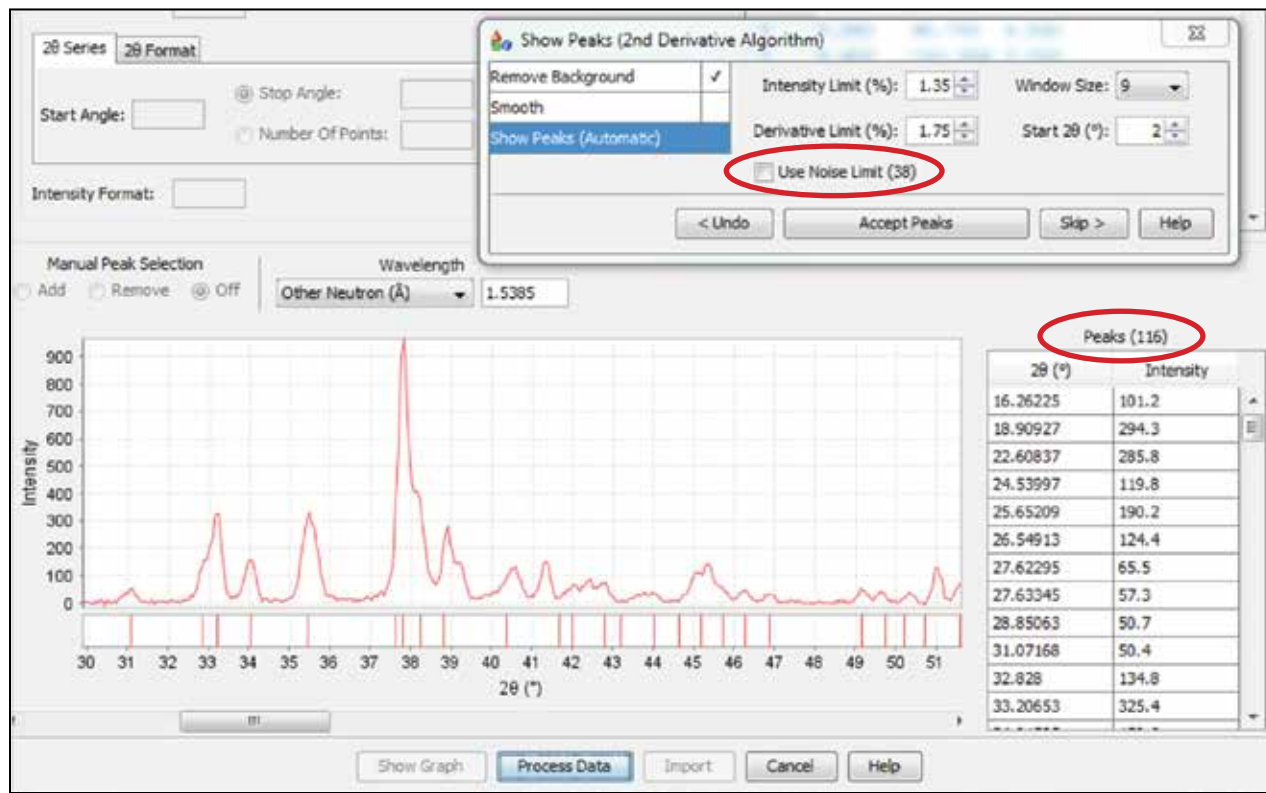 2θ Series 2θ Format
Start Angle:
Stop Angle:
Number Of Points:
Intensity Format:
Show Peaks (2nd Derivative Algorithm)
Remove Background ✓
Smooth
Show Peaks (Automatic)
Intensity Limit (%): 1.35 Window Size: 9
Derivative Limit (%): 1.75 Start 2θ (°): 2
Use Noise Limit (38)
< Undo Accept Peaks Skip > Help
Manual Peak Selection Wavelength
Add Remove Off Other Neutron (Å) 1.5385
Intensity
900
800
700
600
500
400
300
200
100
0
30 31 32 33 34 35 36 37 38 39 40 41 42 43 44 45 46 47 48 49 50 51
2θ (°)
Peaks (116)
2θ (°) Intensity
16.26225 101.2
18.90927 294.3
22.60837 285.8
24.53997 119.8
25.65209 190.2
26.54913 124.4
27.62295 65.5
27.63345 57.3
28.85063 50.7
31.07168 50.4
32.828 134.8
33.20653 325.4
Show Graph Process Data Import Cancel Help